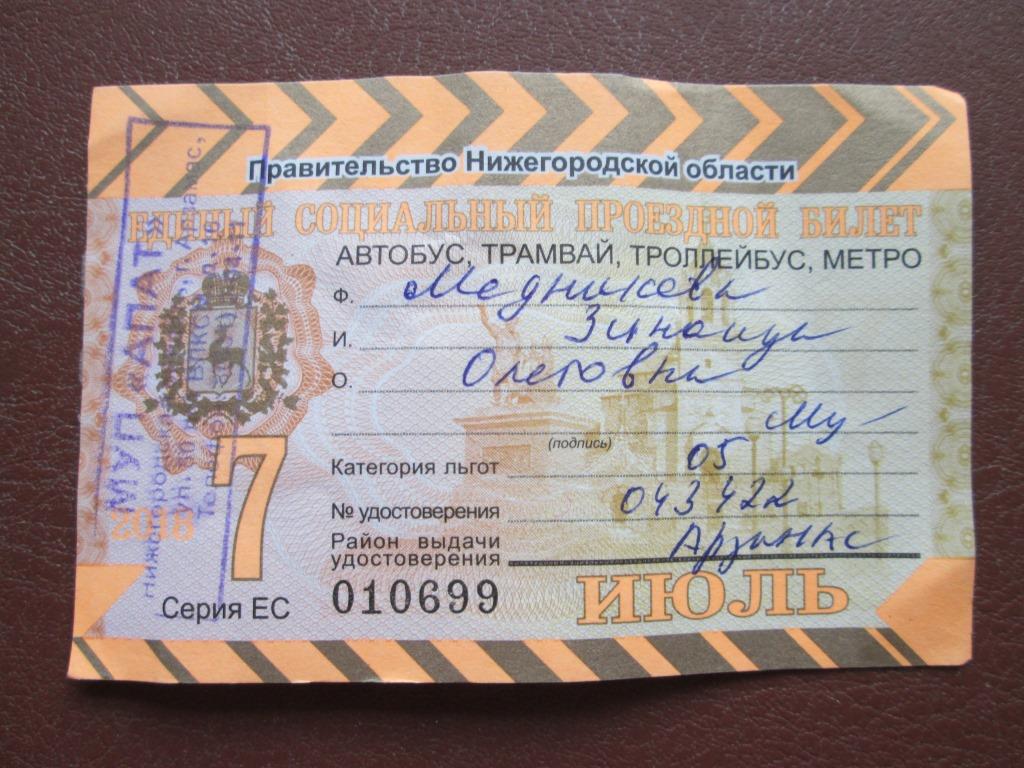 Правительство Нижегородской области
ЕДИНЫЙ СОЦИАЛЬНЫЙ ПРОЕЗДНОЙ БИЛЕТ
АВТОБУС, ТРАМВАЙ, ТРОЛЛЕЙБУС, МЕТРО
Ф. Медникова
И. Зинаида
О. Олеговна
(подпись)
Категория льгот 05
№ удостоверения 043422
Район выдачи
удостоверения Арзамас
7
2018
Серия ЕС 010699
ИЮЛЬ
МУП «АПАТ»